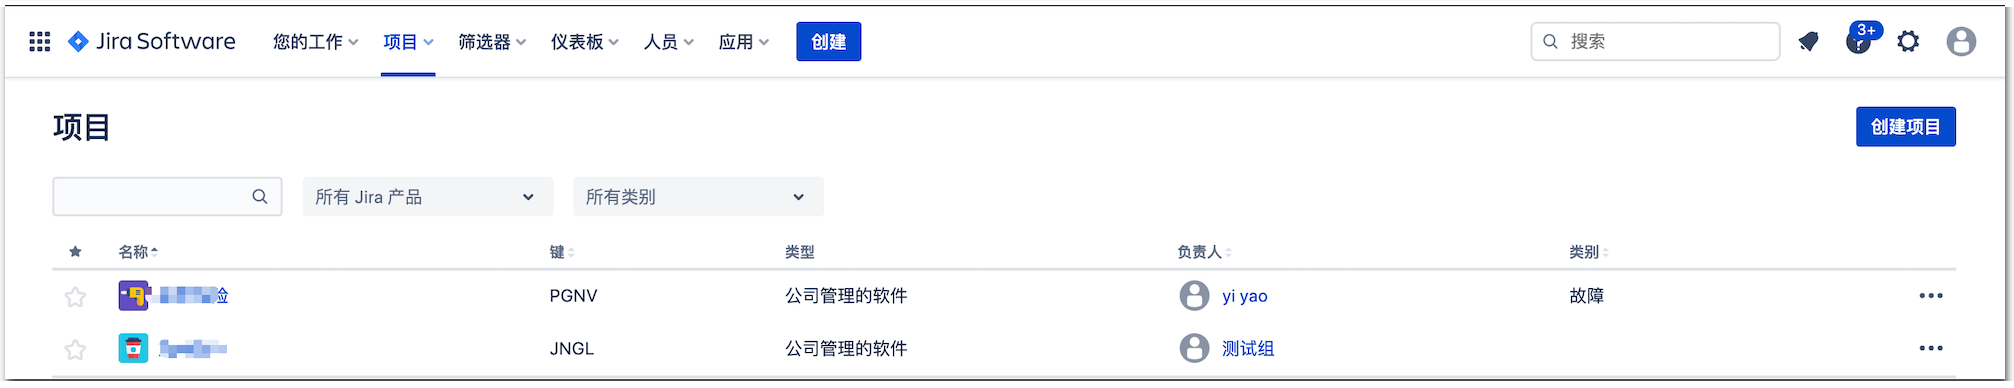 Jira Software 您的工作 项目 筛选器 仪表板 人员 应用 创建 搜索 3+
项目 创建项目
所有 Jira 产品 所有类别
名称 键 类型 负责人 类别
PGNV 公司管理的软件 yi yao 故障
JNGL 公司管理的软件 测试组